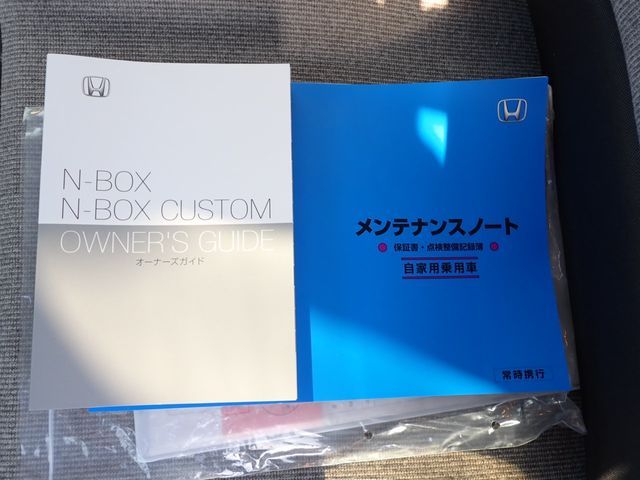 N-BOX
N-BOX CUSTOM
OWNER'S GUIDE
オーナーズガイド
メンテナンスノート
保証書・点検整備記録簿
自家用乗用車
常時携行